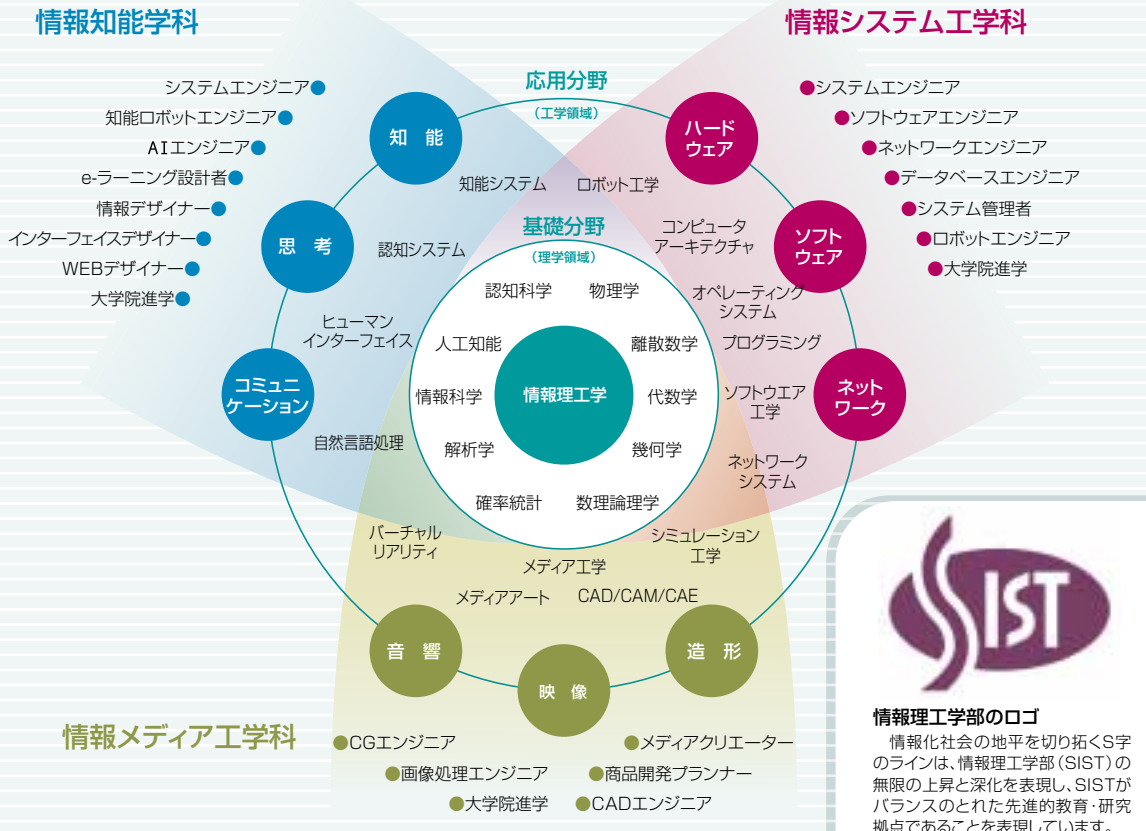 情報知能学科
システムエンジニア●
知能ロボットエンジニア●
AIエンジニア●
e-ラーニング設計者●
情報デザイナー●
インターフェイスデザイナー●
WEBデザイナー●
大学院進学●
情報システム工学科
●システムエンジニア
●ソフトウェアエンジニア
●ネットワークエンジニア
●データベースエンジニア
●システム管理者
●ロボットエンジニア
●大学院進学
応用分野
(工学領域)
知 能
思 考
コミュニ
ケーション
ハード
ウェア
ソフト
ウェア
ネット
ワーク
知能システム
ロボット工学
認知システム
コンピュータ
アーキテクチャ
ヒューマン
インターフェイス
オペレーティング
システム
プログラミング
ソフトウエア
工学
自然言語処理
ネットワーク
システム
基礎分野
(理学領域)
認知科学
物理学
人工知能
離散数学
情報科学
情報理工学
代数学
解析学
幾何学
確率統計
数理論理学
バーチャル
リアリティ
シミュレーション
工学
メディア工学
メディアアート
CAD/CAM/CAE
音 響
映 像
造 形
情報メディア工学科
●CGエンジニア
●画像処理エンジニア
●大学院進学
●メディアクリエーター
●商品開発プランナー
●CADエンジニア
SIST
情報理工学部のロゴ
情報化社会の地平を切り拓くS字
のラインは、情報理工学部(SIST)の
無限の上昇と深化を表現し、SISTが
バランスのとれた先進的教育・研究
拠点であることを表現しています。